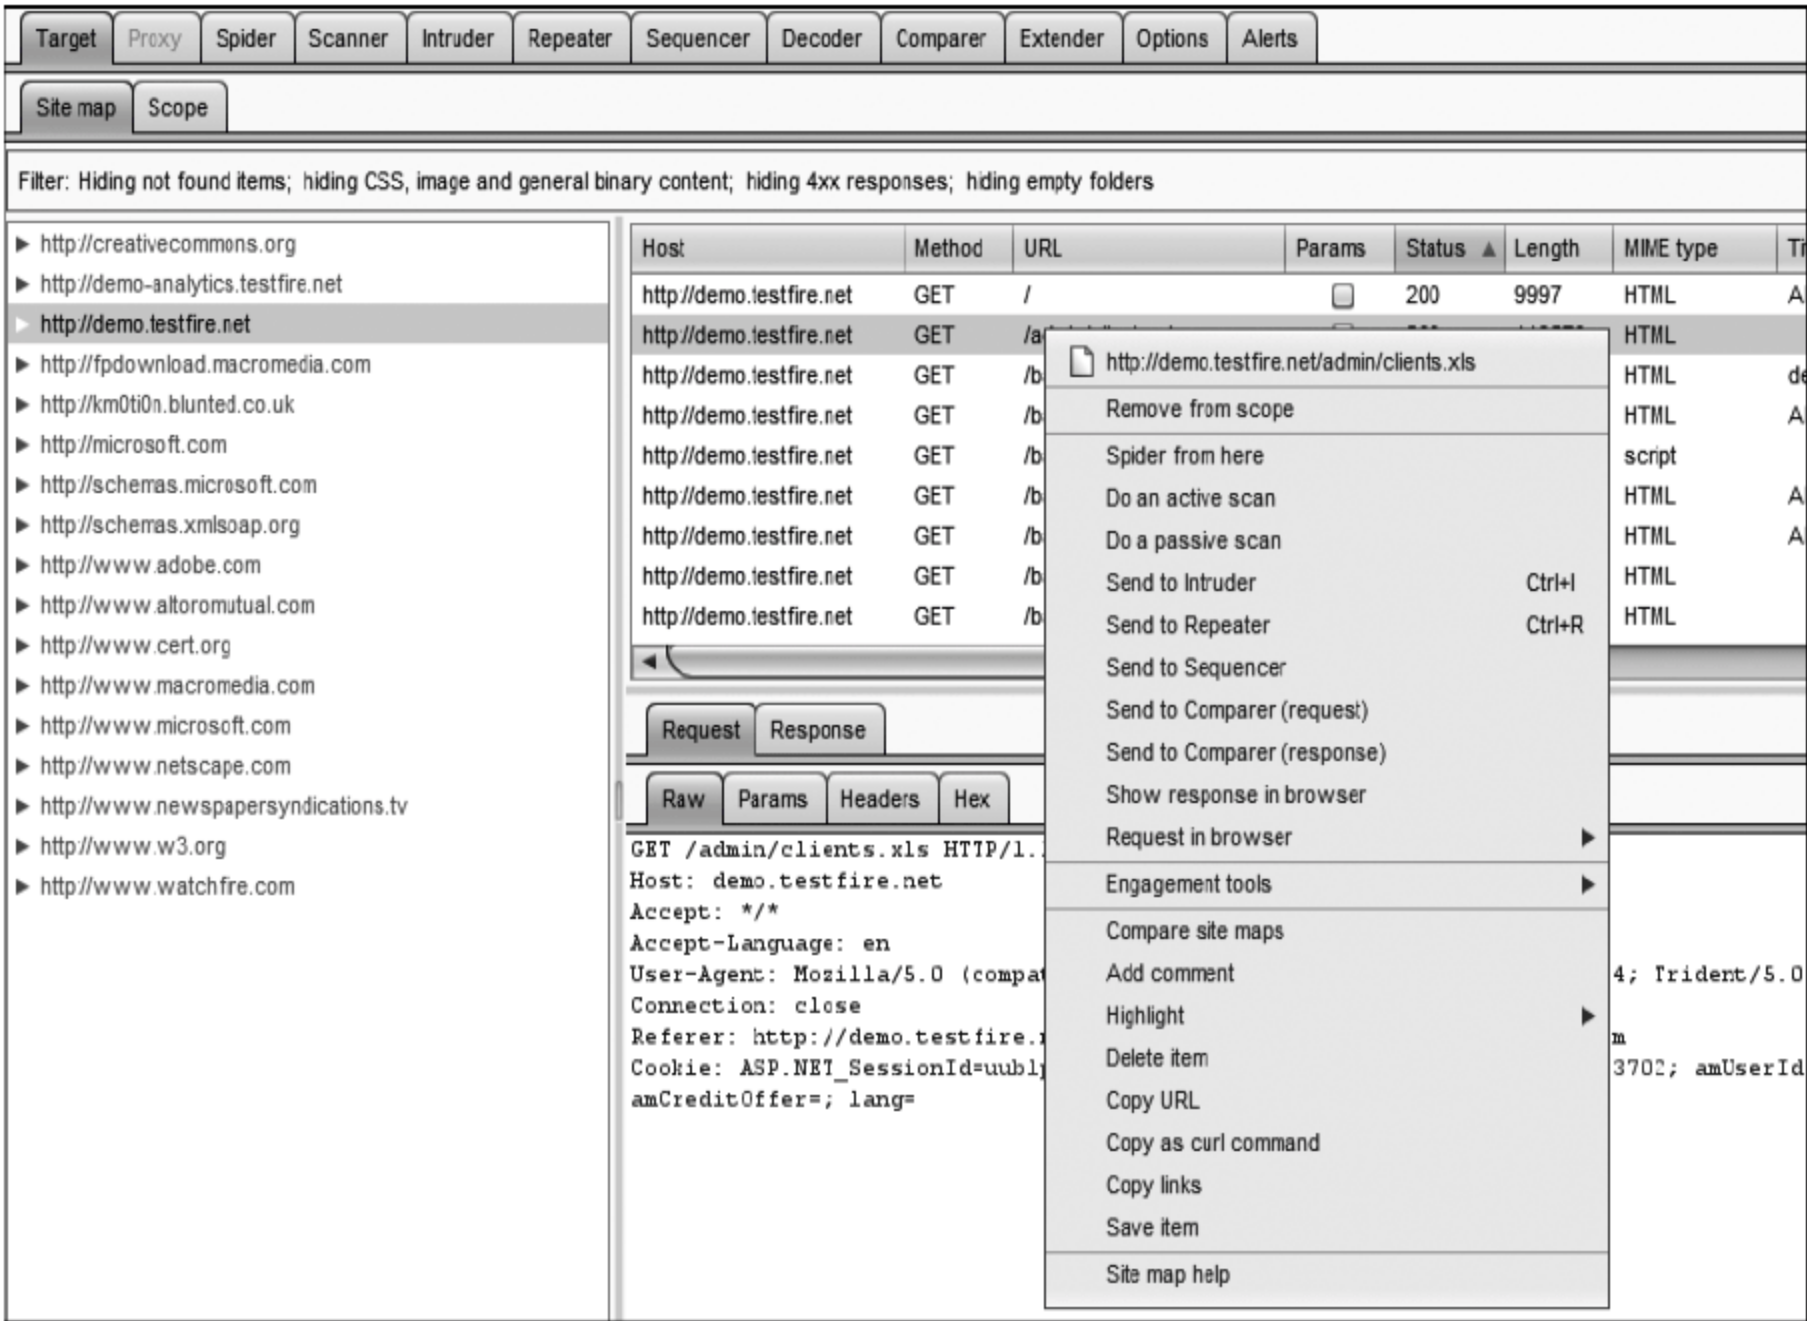 Target Proxy Spider Scanner Intruder Repeater Sequencer Decoder Comparer Extender Options Alerts
Site map Scope
Filter: Hiding not found items; hiding CSS, image and general binary content; hiding 4xx responses; hiding empty folders
http://creativecommons.org
http://demo-analytics.testfire.net
http://demo.testfire.net
http://fpdownload.macromedia.com
http://km0ti0n.blunted.co.uk
http://microsoft.com
http://schemas.microsoft.com
http://schemas.xmlsoap.org
http://www.adobe.com
http://www.altoromutual.com
http://www.cert.org
http://www.macromedia.com
http://www.microsoft.com
http://www.netscape.com
http://www.newspapersyndications.tv
http://www.w3.org
http://www.watchfire.com
Host Method URL Params Status Length MIME type
http://demo.testfire.net GET / 200 9997 HTML
http://demo.testfire.net GET HTML
http://demo.testfire.net GET HTML
http://demo.testfire.net GET HTML
http://demo.testfire.net GET script
http://demo.testfire.net GET HTML
http://demo.testfire.net GET HTML
http://demo.testfire.net GET HTML
http://demo.testfire.net GET HTML
http://demo.testfire.net/admin/clients.xls
Remove from scope
Spider from here
Do an active scan
Do a passive scan
Send to Intruder Ctrl+I
Send to Repeater Ctrl+R
Send to Sequencer
Send to Comparer (request)
Send to Comparer (response)
Show response in browser
Request in browser
Engagement tools
Compare site maps
Add comment
Highlight
Delete item
Copy URL
Copy as curl command
Copy links
Save item
Site map help
Request Response
Raw Params Headers Hex
GET /admin/clients.xls HTTP/1.
Host: demo.testfire.net
Accept: */*
Accept-Language: en
User-Agent: Mozilla/5.0 (compat 4; Trident/5.0
Connection: close
Referer: http://demo.testfire. m
Cookie: ASP.NET_SessionId=uublp 3702; amUserId
amCreditOffer=; lang=